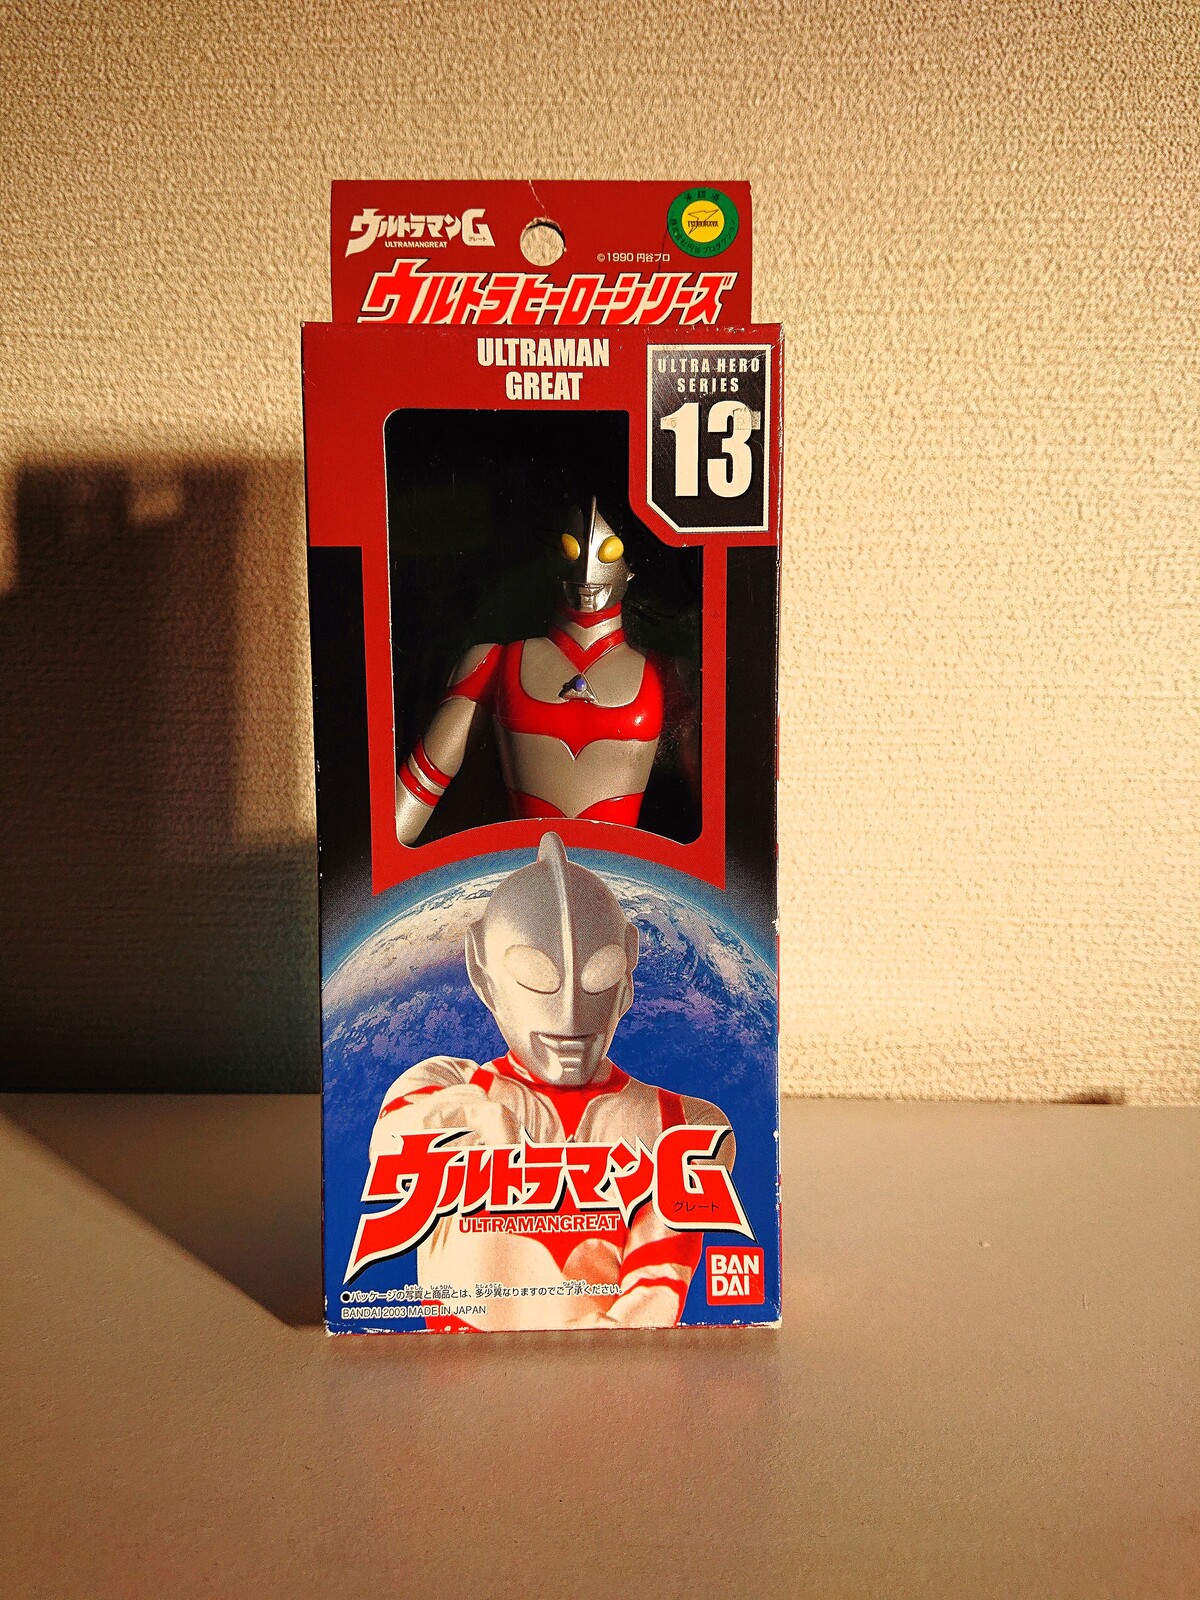 ウルトラマンG
グレート
ULTRAMANGREAT
©1990 円谷プロ
TSUBURAYA
ウルトラヒーローシリーズ
ULTRAMAN
GREAT
ULTRA HERO
SERIES
13
ウルトラマンG
グレート
ULTRAMANGREAT
BAN
DAI
●パッケージの写真と商品とは、多少異なりますのでご了承ください。
BANDAI 2003 MADE IN JAPAN